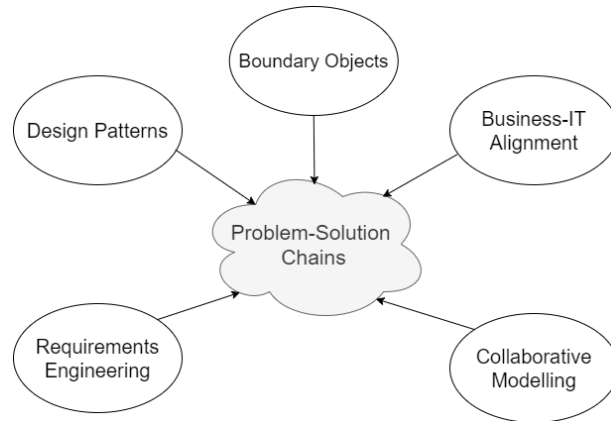 Boundary Objects
Design Patterns
Business-IT
Alignment
Problem-Solution
Chains
Requirements
Engineering
Collaborative
Modelling